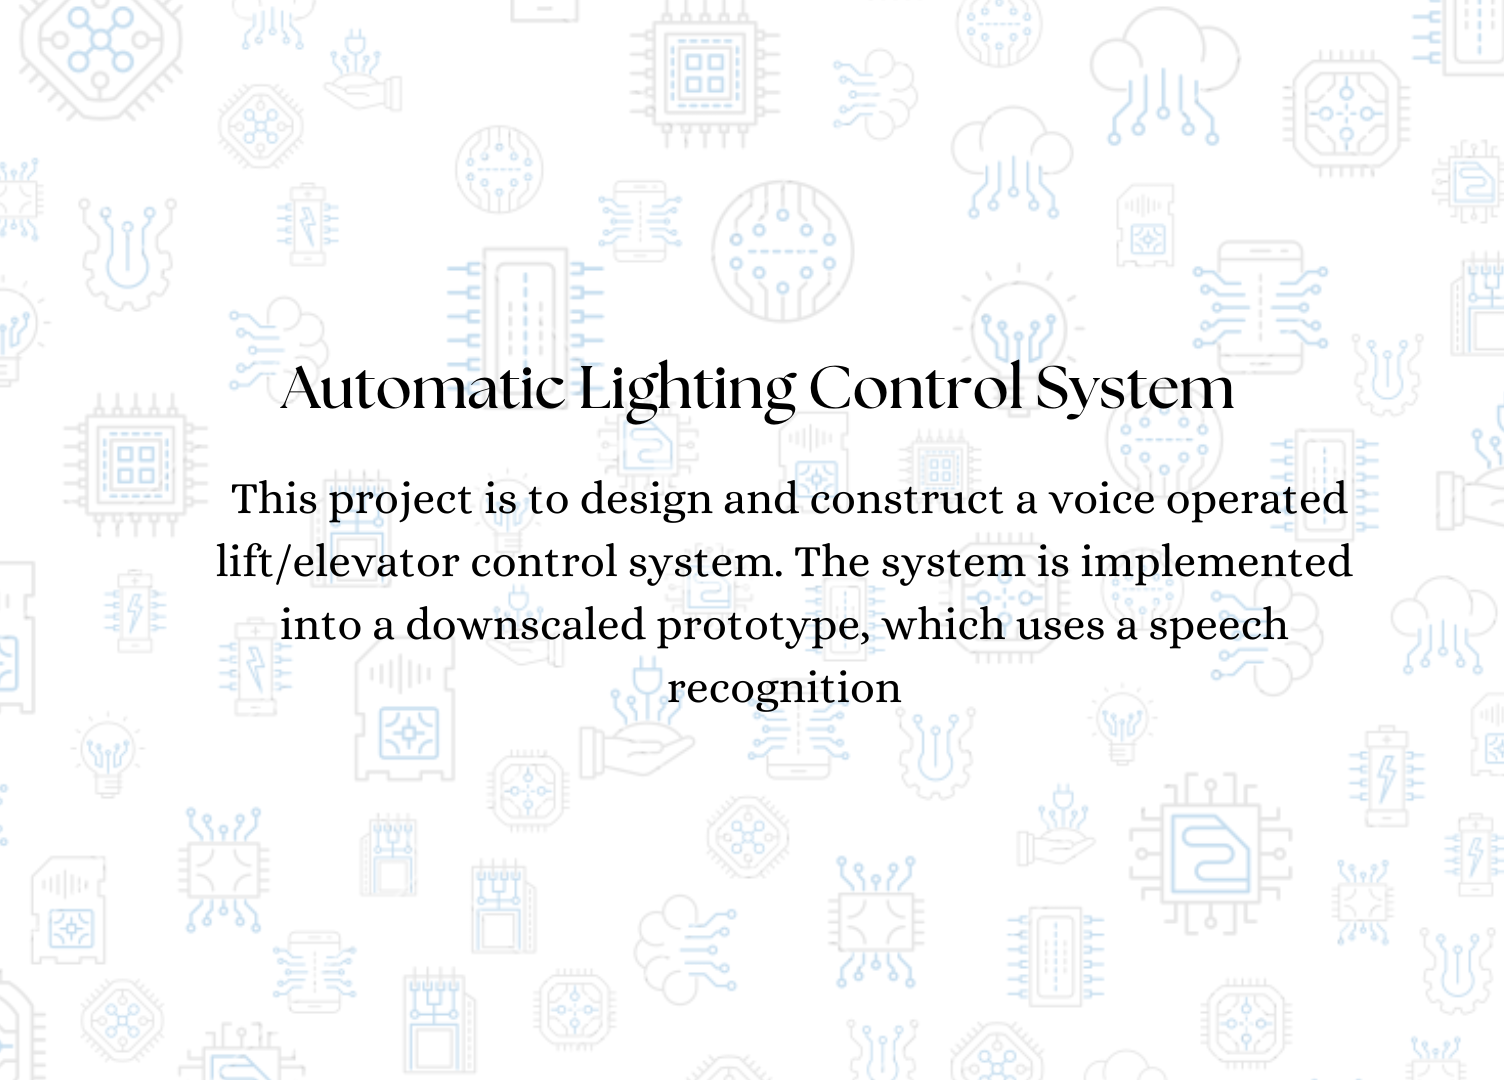 Automatic Lighting Control System
This project is to design and construct a voice operated
lift/elevator control system. The system is implemented
into a downscaled prototype, which uses a speech
recognition